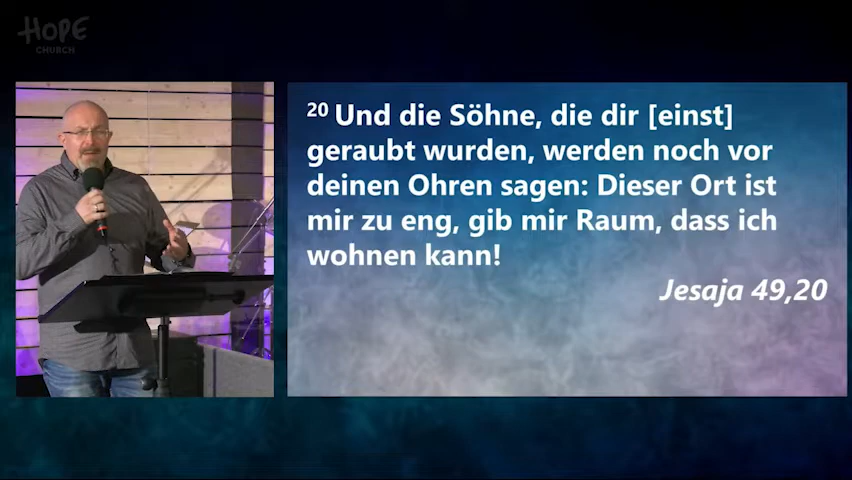 HOPE
CHURCH
20 Und die Söhne, die dir [einst]
geraubt wurden, werden noch vor
deinen Ohren sagen: Dieser Ort ist
mir zu eng, gib mir Raum, dass ich
wohnen kann!
Jesaja 49,20